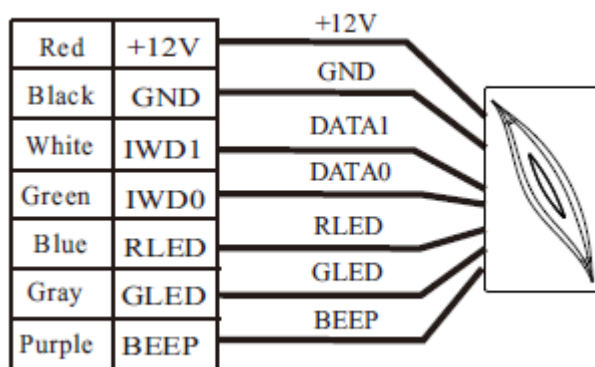 Red +12V +12V
Black GND GND
White IWD1 DATA1
Green IWD0 DATA0
Blue RLED RLED
Gray GLED GLED
Purple BEEP BEEP